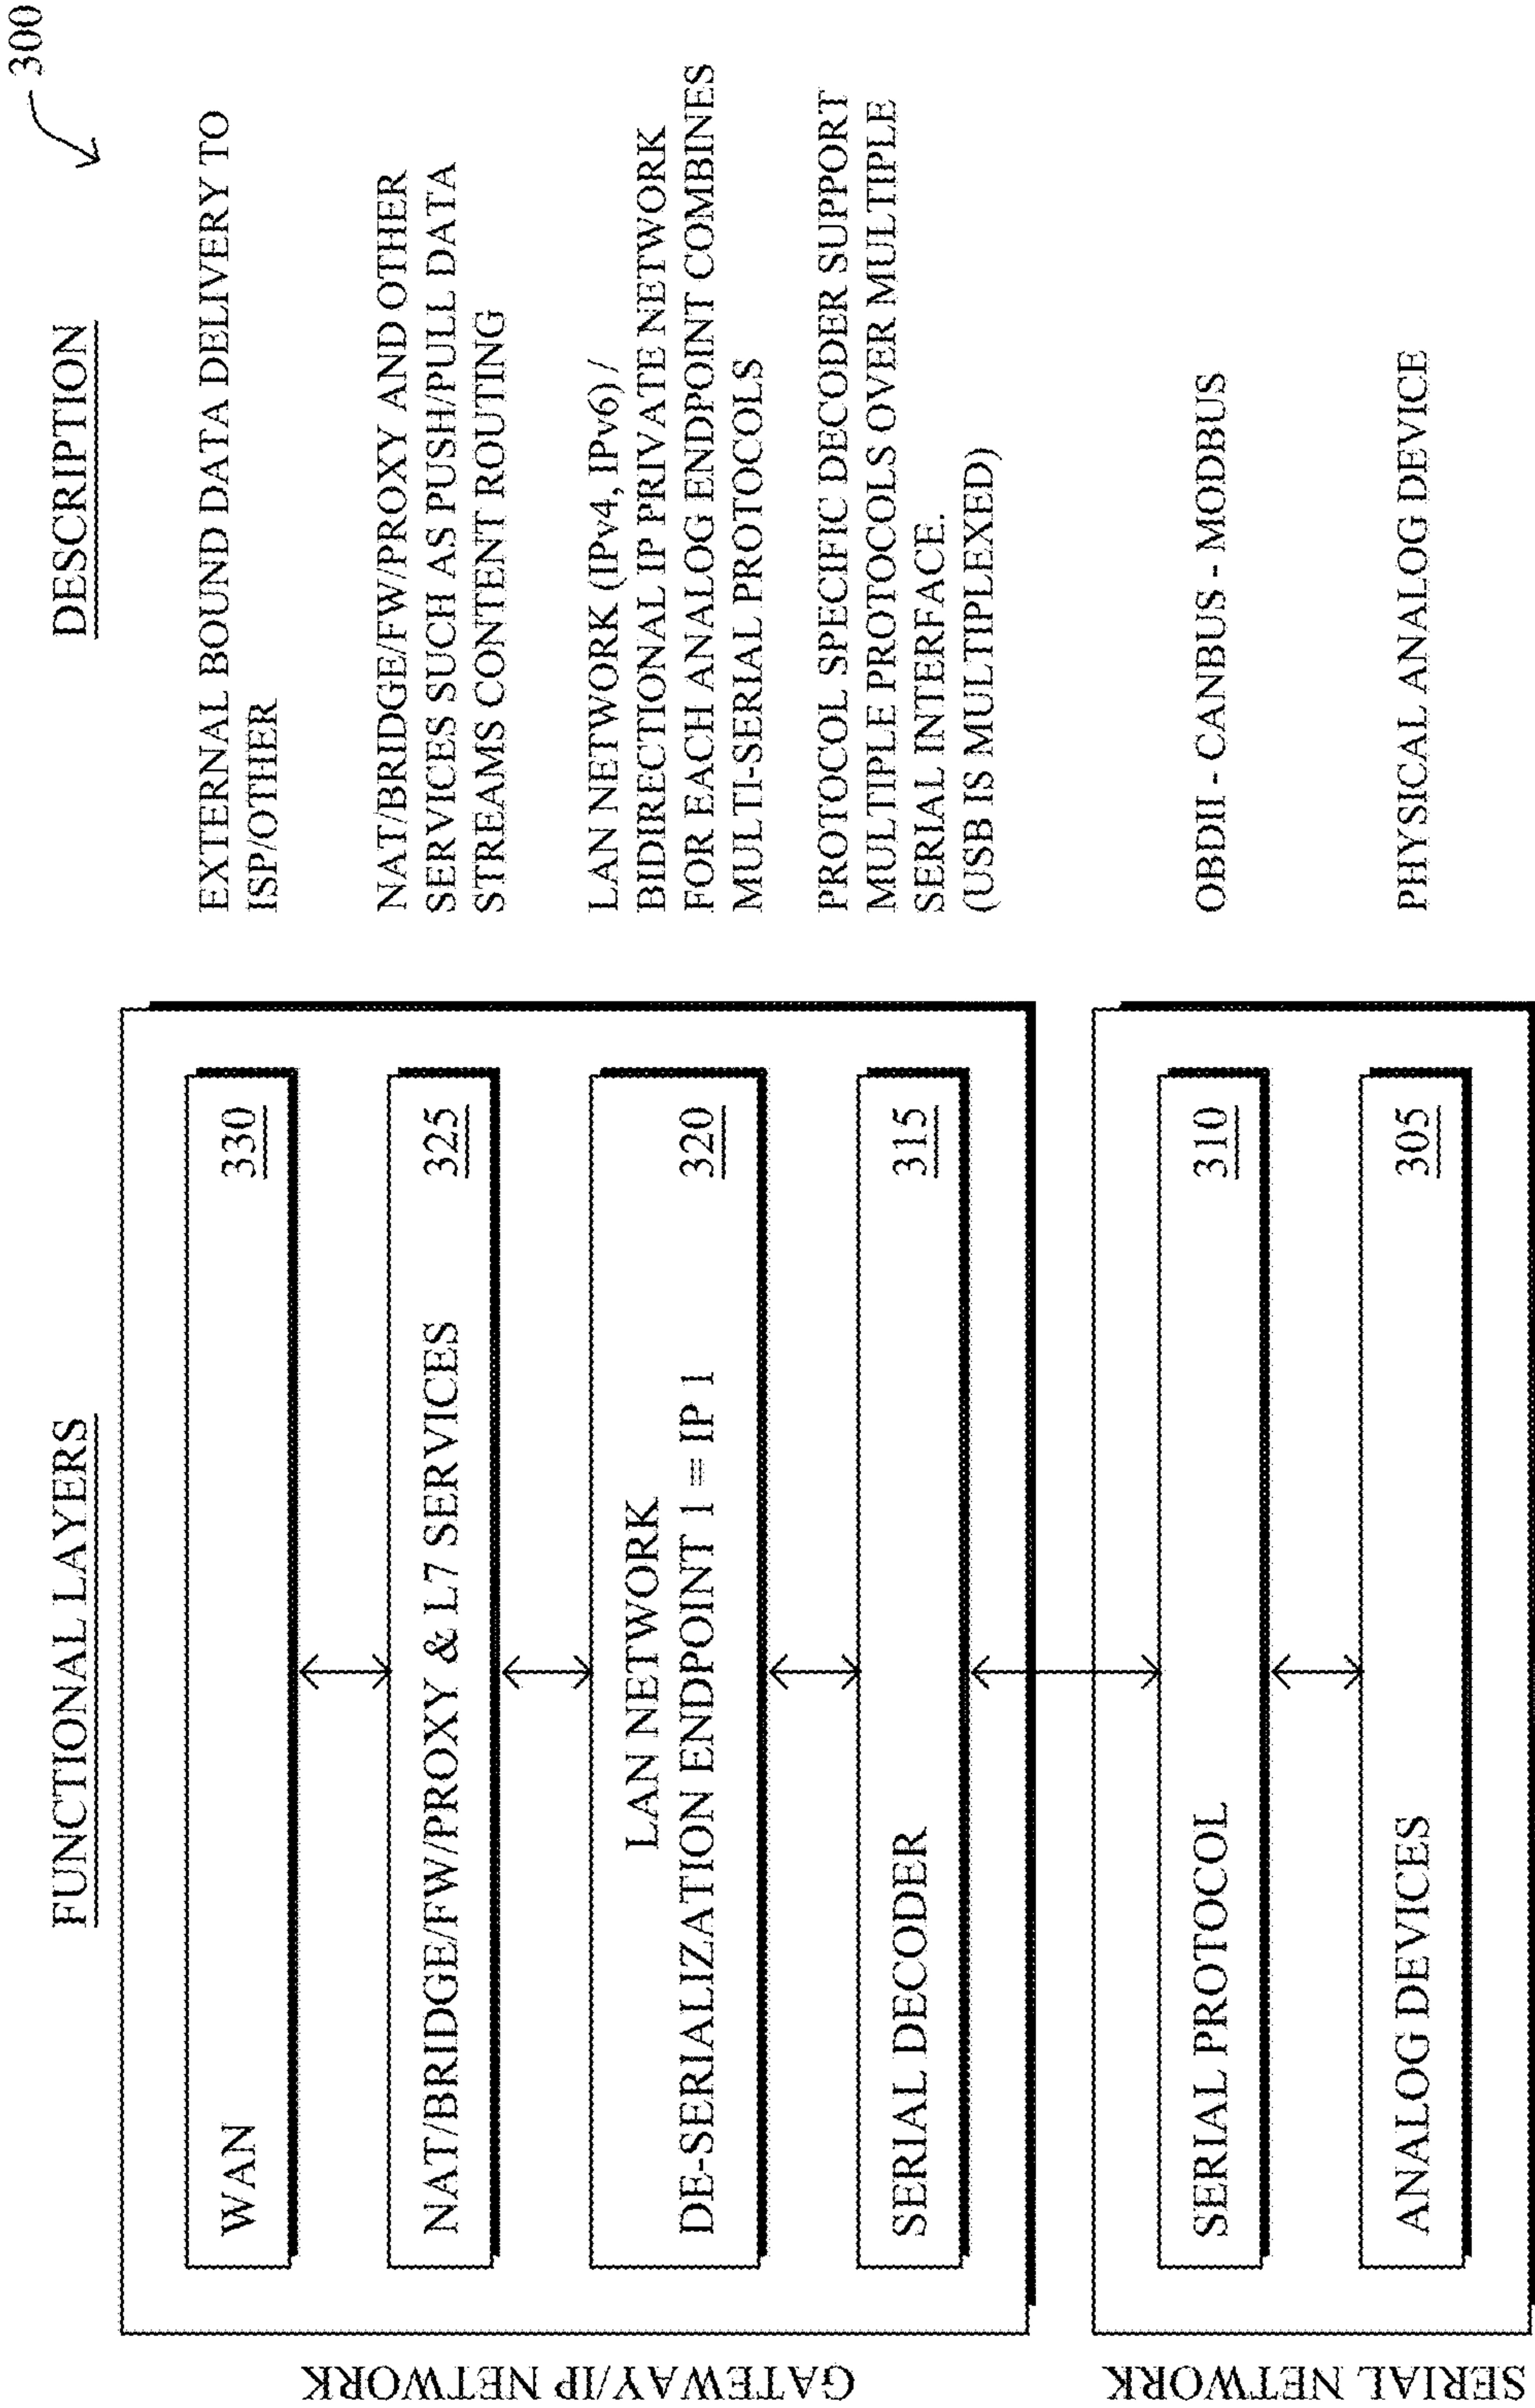 300
FUNCTIONAL LAYERS
DESCRIPTION
GATEWAY/IP NETWORK
WAN
330
EXTERNAL BOUND DATA DELIVERY TO
ISP/OTHER
NAT/BRIDGE/FW/PROXY & L7 SERVICES
325
NAT/BRIDGE/FW/PROXY AND OTHER
SERVICES SUCH AS PUSH/PULL DATA
STREAMS CONTENT ROUTING
LAN NETWORK
DE-SERIALIZATION ENDPOINT 1 = IP 1
320
LAN NETWORK (IPv4, IPv6) /
BIDIRECTIONAL IP PRIVATE NETWORK
FOR EACH ANALOG ENDPOINT COMBINES
MULTI-SERIAL PROTOCOLS
SERIAL DECODER
315
PROTOCOL SPECIFIC DECODER SUPPORT
MULTIPLE PROTOCOLS OVER MULTIPLE
SERIAL INTERFACE.
(USB IS MULTIPLEXED)
SERIAL NETWORK
SERIAL PROTOCOL
310
OBDII - CANBUS - MODBUS
ANALOG DEVICES
305
PHYSICAL ANALOG DEVICE